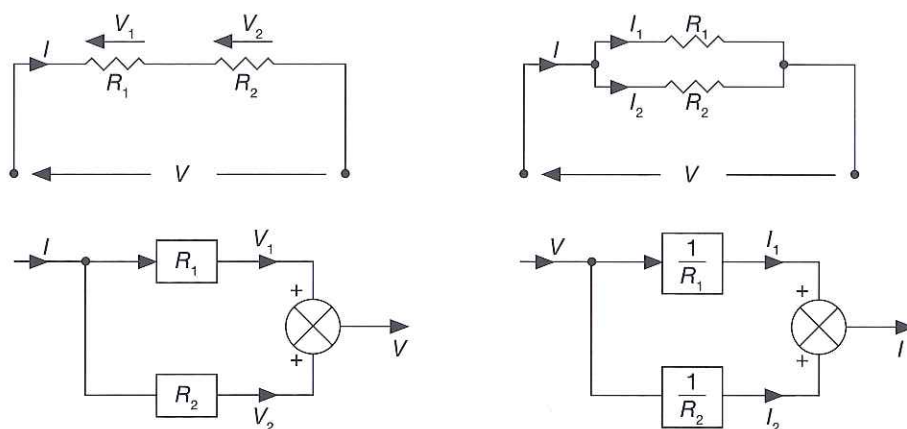 V₁ V₂
I
R₁ R₂
V
I₁ R₁
I
I₂ R₂
V
I R₁ V₁
+
+
V
R₂ V₂
V 1/R₁ I₁
+
+
I
1/R₂ I₂